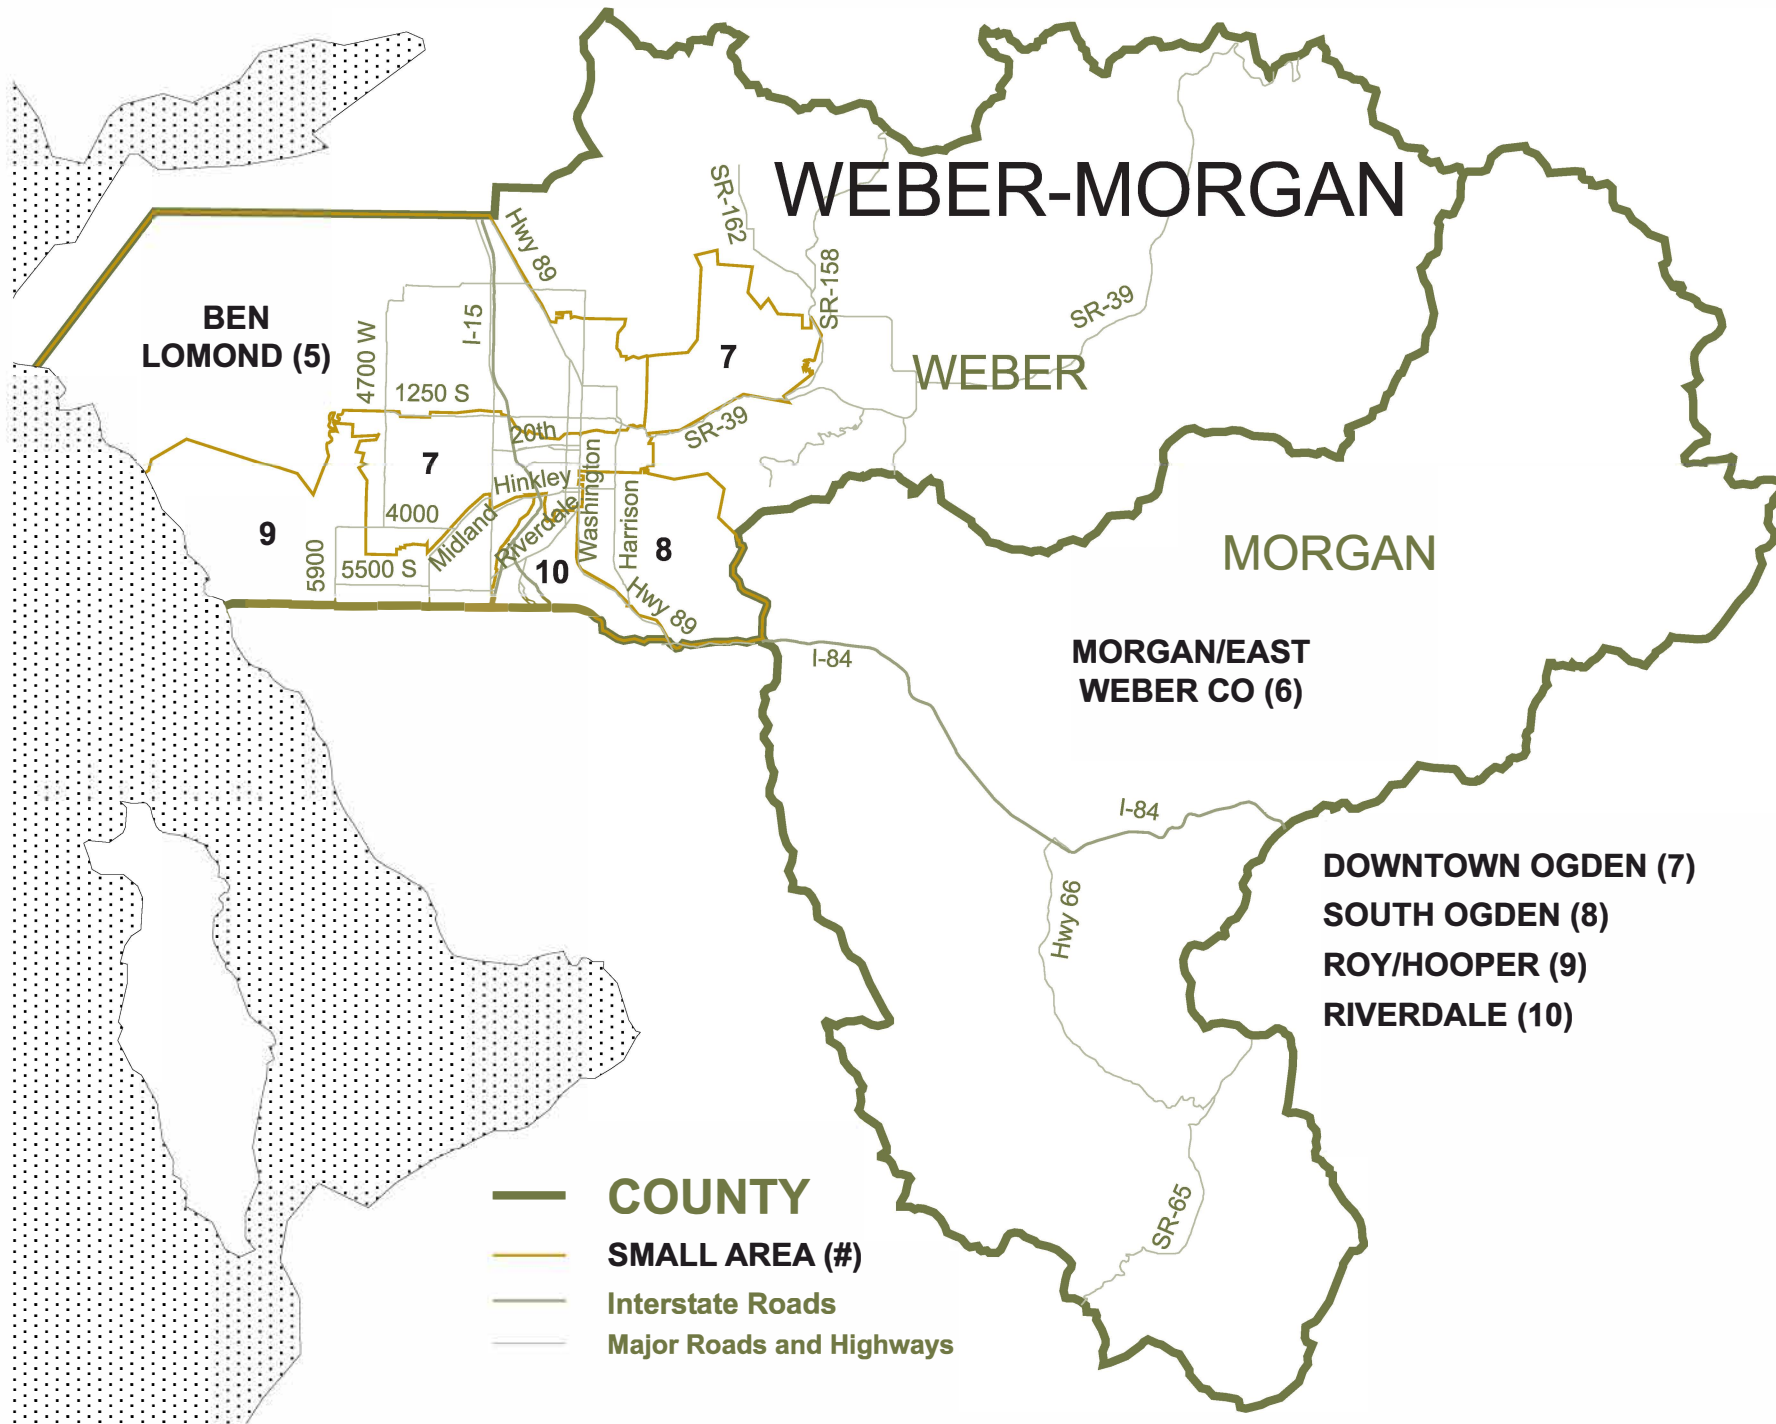 WEBER-MORGAN
SR-162
Hwy 89
SR-158
SR-39
BEN
LOMOND (5)
I-15
4700 W
7
WEBER
1250 S
SR-39
20th
7
Hinkley
Washington
Harrison
4000
Midland
Riverdale
9
8
MORGAN
5900
5500 S
10
Hwy 89
I-84
MORGAN/EAST
WEBER CO (6)
I-84
Hwy 66
DOWNTOWN OGDEN (7)
SOUTH OGDEN (8)
ROY/HOOPER (9)
RIVERDALE (10)
SR-65
COUNTY
SMALL AREA (#)
Interstate Roads
Major Roads and Highways